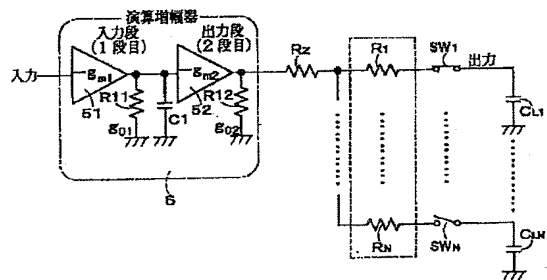 演算増幅器
入力段
(1段目)
出力段
(2段目)
入力
gm1
gm2
51
52
R11
R12
C1
g01
g02
6
RZ
R1
SW1
出力
CL1
RN
SWN
CLN